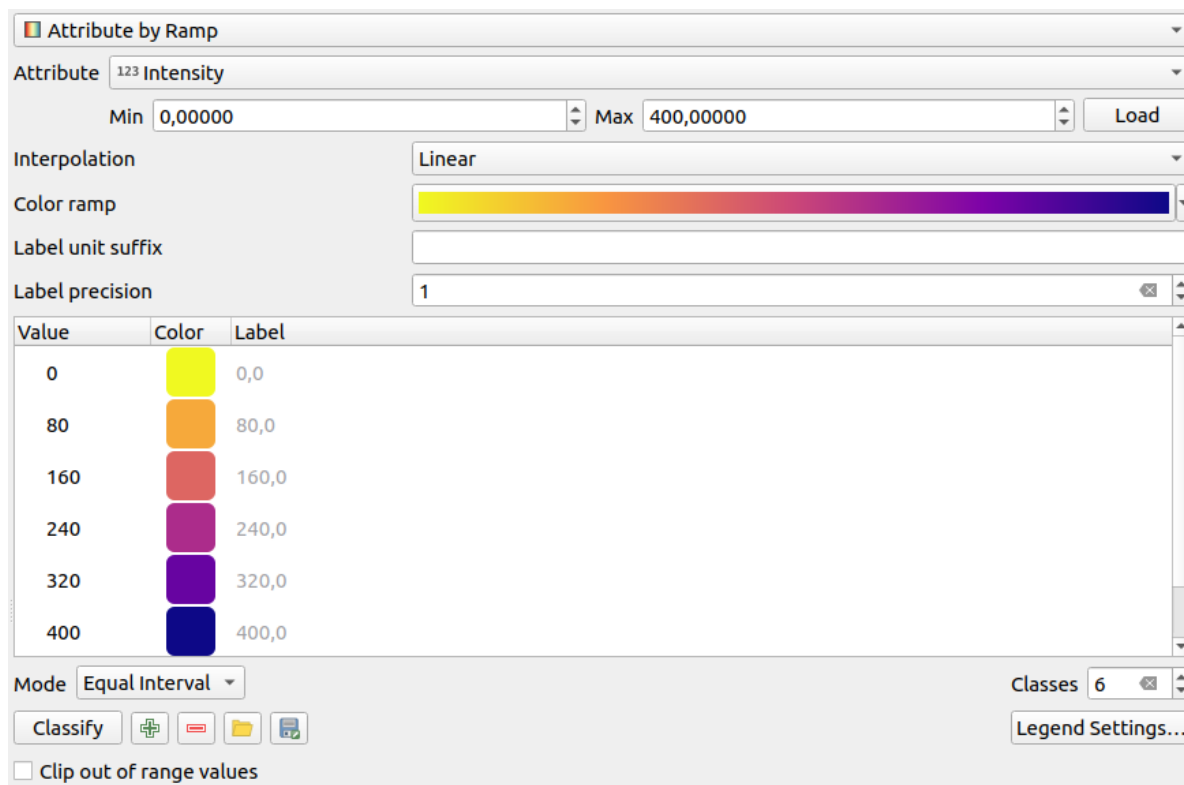 Attribute by Ramp
Attribute 123 Intensity
Min 0,00000 Max 400,00000 Load
Interpolation Linear
Color ramp
Label unit suffix
Label precision 1
Value Color Label
0 0,0
80 80,0
160 160,0
240 240,0
320 320,0
400 400,0
Mode Equal Interval Classes 6
Classify Legend Settings...
Clip out of range values